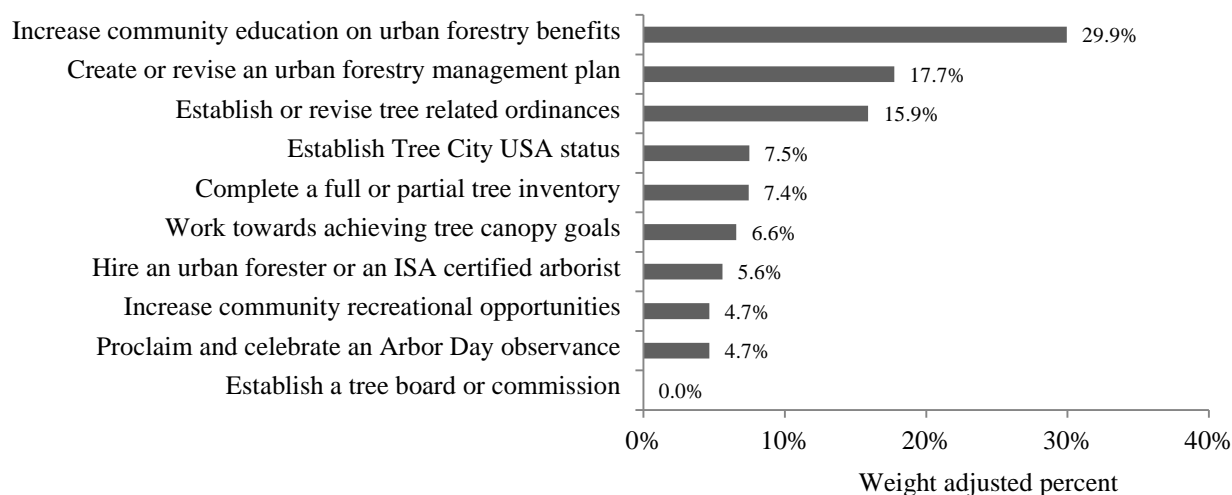 Increase community education on urban forestry benefits 29.9%
Create or revise an urban forestry management plan 17.7%
Establish or revise tree related ordinances 15.9%
Establish Tree City USA status 7.5%
Complete a full or partial tree inventory 7.4%
Work towards achieving tree canopy goals 6.6%
Hire an urban forester or an ISA certified arborist 5.6%
Increase community recreational opportunities 4.7%
Proclaim and celebrate an Arbor Day observance 4.7%
Establish a tree board or commission 0.0%
0% 10% 20% 30% 40%
Weight adjusted percent